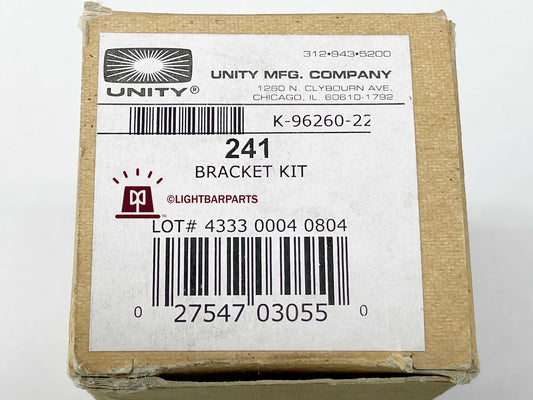 312•943•5200
UNITY®
UNITY MFG. COMPANY
1260 N. CLYBOURN AVE.
CHICAGO, IL. 60610-1792
K-96260-22
241
BRACKET KIT
©LIGHTBARPARTS
LOT# 4333 0004 0804
0 27547 03055 0